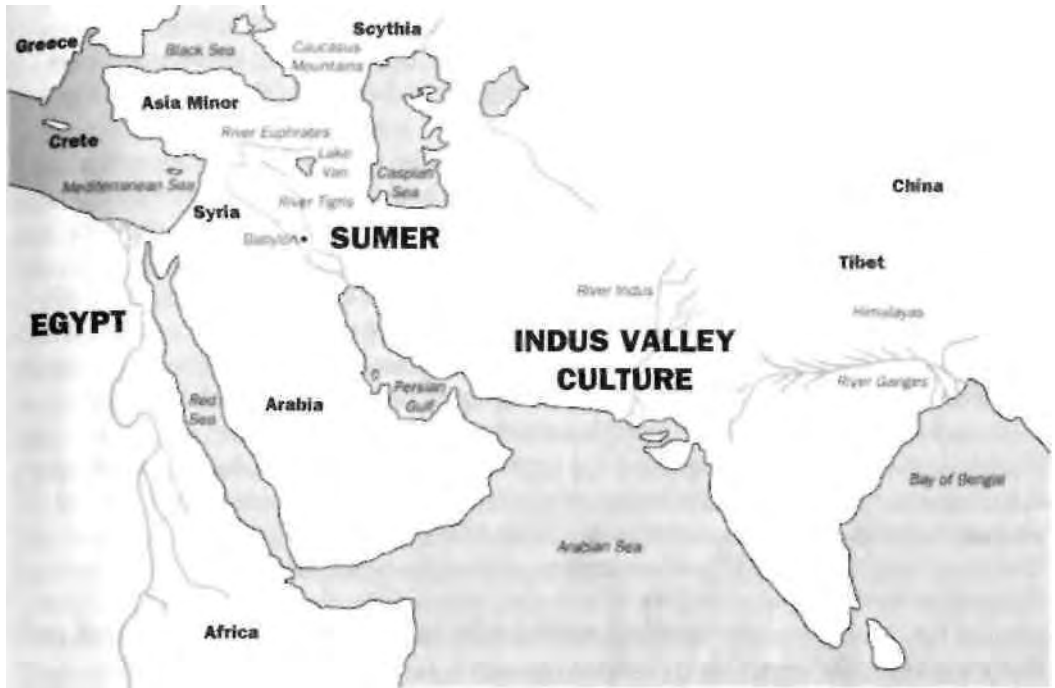 Scythia
Greece
Black Sea
Caucasus
Mountains
Asia Minor
River Euphrates
Crete
Lake
Van
Caspian
Sea
Mediterranean Sea
River Tigris
China
Syria
Babylon
SUMER
Tibet
River Indus
Himalayas
EGYPT
INDUS VALLEY
CULTURE
River Ganges
Persian
Gulf
Red
Sea
Arabia
Bay of Bengal
Arabian Sea
Africa